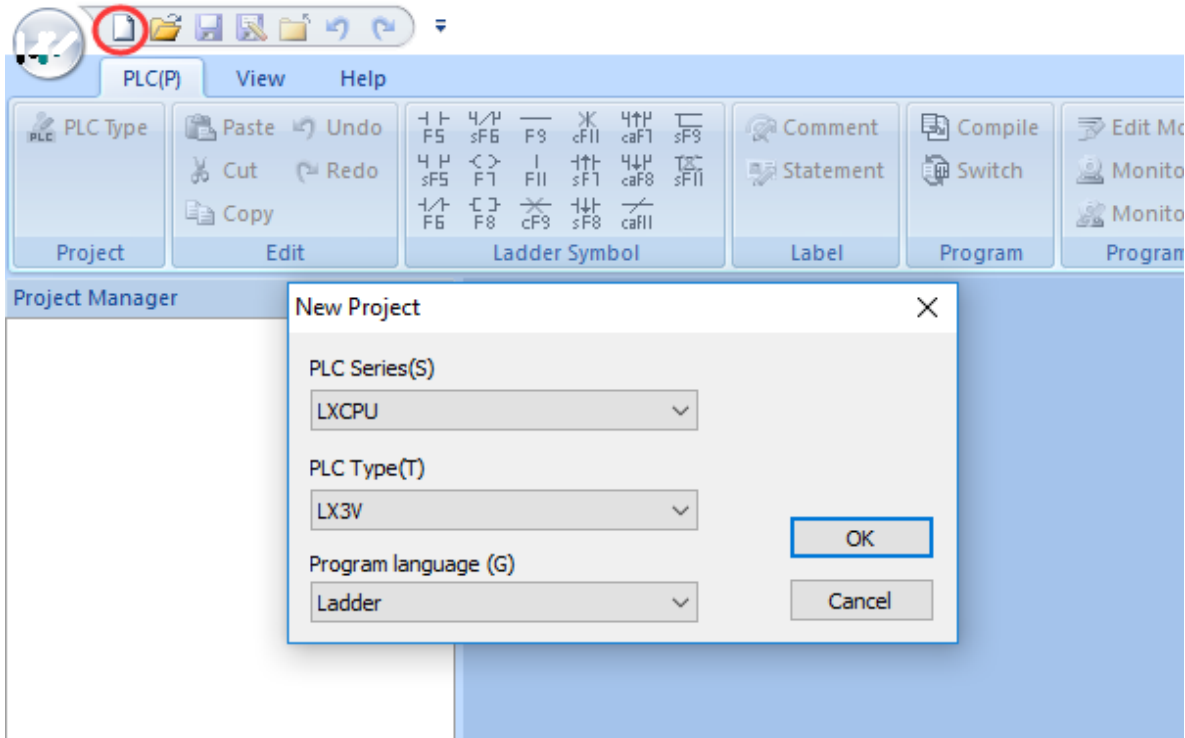 PLC(P) View Help
PLC Type Paste Undo F5 sF6 F9 cF11 caF7 sF9 Comment Compile Edit Mo
Cut Redo sF5 F7 F11 sF7 caF8 sF11 Statement Switch Monito
Copy F6 F8 cF9 sF8 caF11 Monito
Project Edit Ladder Symbol Label Program Program
Project Manager
New Project
PLC Series(S)
LXCPU
PLC Type(T)
LX3V
OK
Program language (G)
Ladder
Cancel